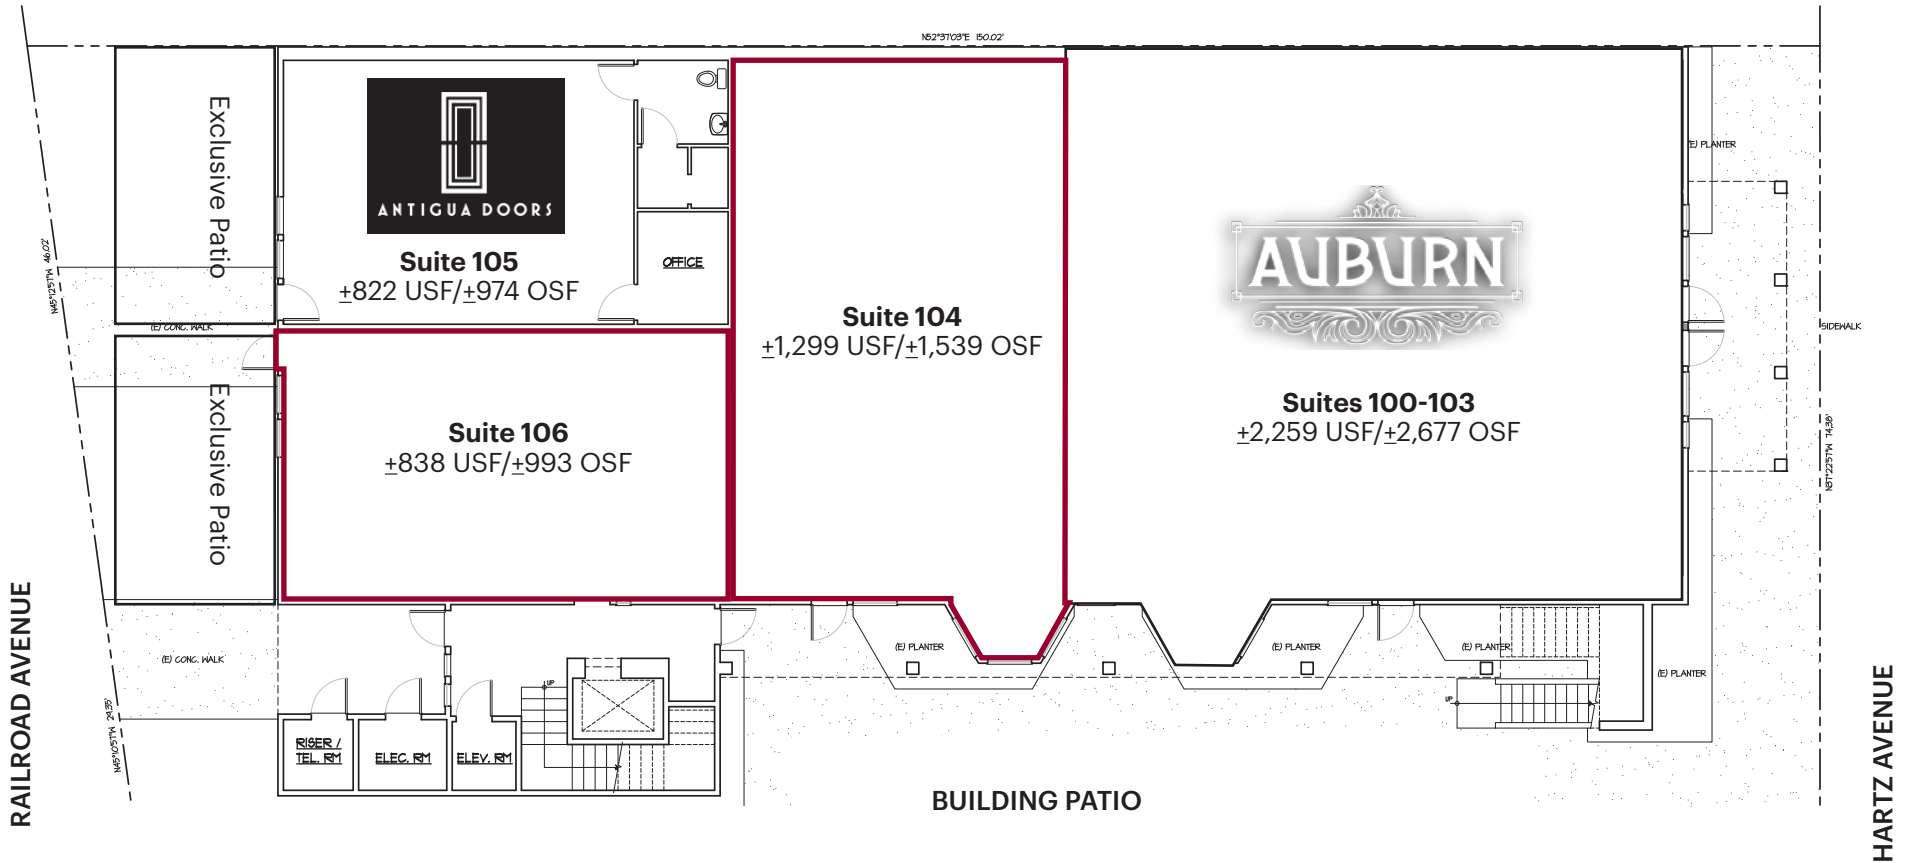 N52°37'03"E 150.02'
Exclusive Patio
ANTIGUA DOORS
Suite 105
±822 USF/±974 OSF
OFFICE
(E) CONC. WALK
Exclusive Patio
Suite 106
±838 USF/±993 OSF
Suite 104
±1,299 USF/±1,539 OSF
AUBURN
Suites 100-103
±2,259 USF/±2,677 OSF
(E) PLANTER
SIDEWALK
(E) CONC. WALK
(E) PLANTER
(E) PLANTER
(E) PLANTER
(E) PLANTER
UP
UP
RISER /
TEL. RM
ELEC. RM
ELEV. RM
BUILDING PATIO
RAILROAD AVENUE
HARTZ AVENUE